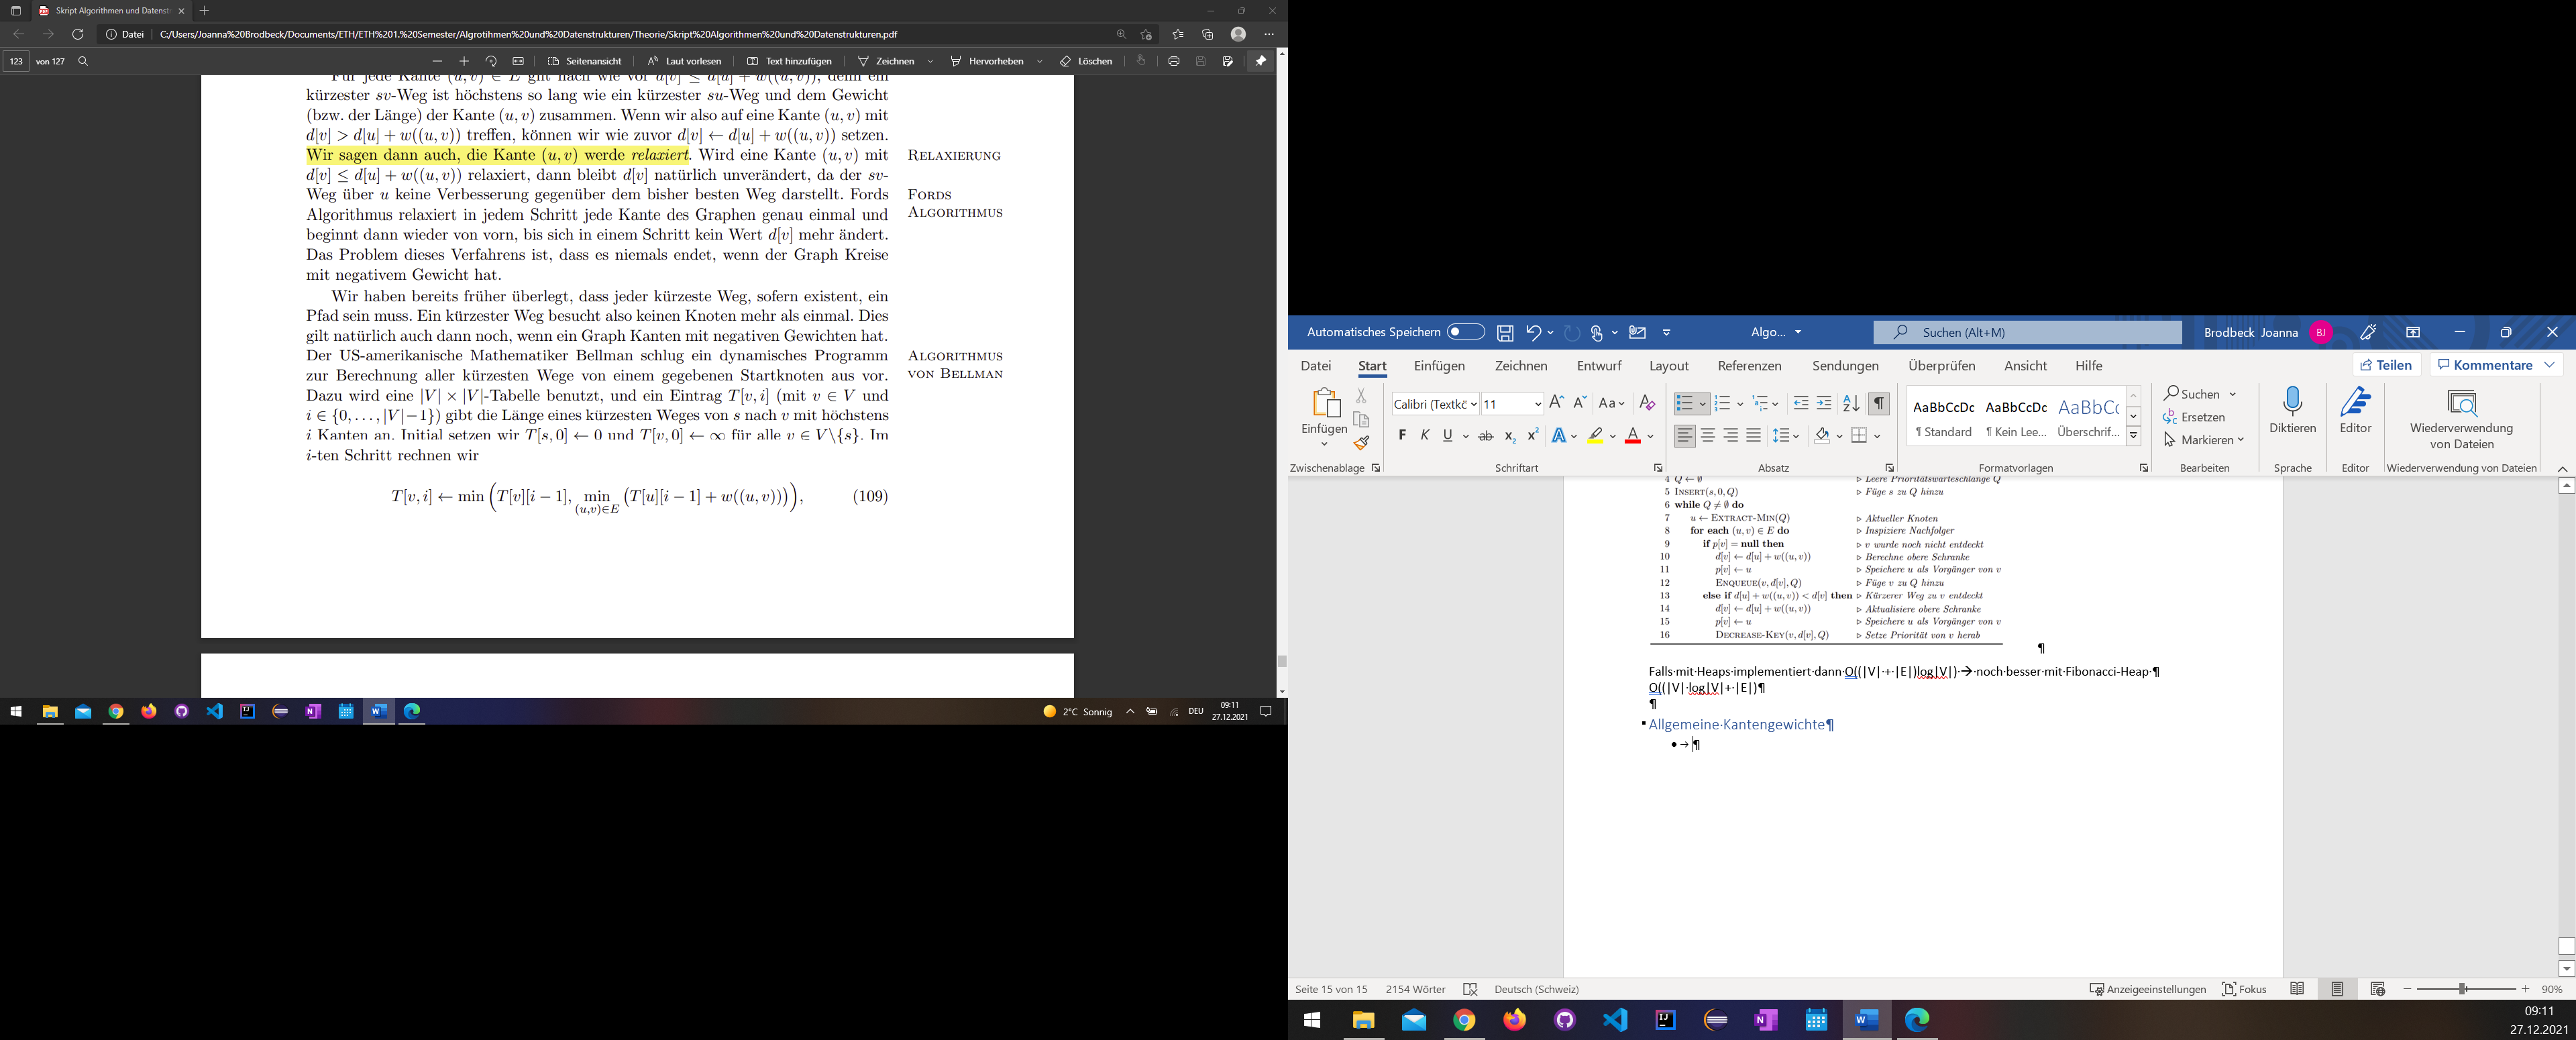 Skript Algorithmen und Datenst
Datei C:/Users/Joanna%20Brodbeck/Documents/ETH/ETH%201.%20Semester/Algrotihmen%20und%20Datenstrukturen/Theorie/Skript%20Algorithmen%20und%20Datenstrukturen.pdf
123 von 127 Seitenansicht Laut vorlesen Text hinzufügen Zeichnen Hervorheben Löschen
Für jede Kante (u, v) ∈ E gilt nach wie vor d[v] ≤ d[u] + w((u, v)), denn ein
kürzester sv-Weg ist höchstens so lang wie ein kürzester su-Weg und dem Gewicht
(bzw. der Länge) der Kante (u, v) zusammen. Wenn wir also auf eine Kante (u, v) mit
d[v] > d[u] + w((u, v)) treffen, können wir wie zuvor d[v] ← d[u] + w((u, v)) setzen.
Wir sagen dann auch, die Kante (u, v) werde relaxiert. Wird eine Kante (u, v) mit
RELAXIERUNG
d[v] ≤ d[u] + w((u, v)) relaxiert, dann bleibt d[v] natürlich unverändert, da der sv-
Weg über u keine Verbesserung gegenüber dem bisher besten Weg darstellt. Fords
FORDS
Algorithmus relaxiert in jedem Schritt jede Kante des Graphen genau einmal und
ALGORITHMUS
beginnt dann wieder von vorn, bis sich in einem Schritt kein Wert d[v] mehr ändert.
Das Problem dieses Verfahrens ist, dass es niemals endet, wenn der Graph Kreise
mit negativem Gewicht hat.
Wir haben bereits früher überlegt, dass jeder kürzeste Weg, sofern existent, ein
Pfad sein muss. Ein kürzester Weg besucht also keinen Knoten mehr als einmal. Dies
gilt natürlich auch dann noch, wenn ein Graph Kanten mit negativen Gewichten hat.
Der US-amerikanische Mathematiker Bellman schlug ein dynamisches Programm
ALGORITHMUS
zur Berechnung aller kürzesten Wege von einem gegebenen Startknoten aus vor.
VON BELLMAN
Dazu wird eine |V| × |V|-Tabelle benutzt, und ein Eintrag T[v, i] (mit v ∈ V und
i ∈ {0, . . . , |V|−1}) gibt die Länge eines kürzesten Weges von s nach v mit höchstens
i Kanten an. Initial setzen wir T[s, 0] ← 0 und T[v, 0] ← ∞ für alle v ∈ V\{s}. Im
i-ten Schritt rechnen wir
T[v, i] ← min(T[v][i − 1], min (u,v)∈E (T[u][i − 1] + w((u, v)))), (109)
2°C Sonnig DEU 09:11
27.12.2021
Automatisches Speichern Algo... Suchen (Alt+M) Brodbeck Joanna BJ
Datei Start Einfügen Zeichnen Entwurf Layout Referenzen Sendungen Überprüfen Ansicht Hilfe Teilen Kommentare
Calibri (Textkö 11 AaBbCcDc AaBbCcDc AaBbCc Suchen
Einfügen ¶ Standard ¶ Kein Lee... Überschrif... Ersetzen Diktieren Editor Wiederverwendung
F K U ab x₂ x² Markieren von Dateien
Zwischenablage Schriftart Absatz Formatvorlagen Bearbeiten Sprache Editor Wiederverwendung von Dateien
4 Q ← ∅ ▷ Leere Prioritätswarteschlange Q
5 INSERT(s, 0, Q) ▷ Füge s zu Q hinzu
6 while Q ≠ ∅ do
7 u ← EXTRACT-MIN(Q) ▷ Aktueller Knoten
8 for each (u, v) ∈ E do ▷ Inspiziere Nachfolger
9 if p[v] = null then ▷ v wurde noch nicht entdeckt
10 d[v] ← d[u] + w((u, v)) ▷ Berechne obere Schranke
11 p[v] ← u ▷ Speichere u als Vorgänger von v
12 ENQUEUE(v, d[v], Q) ▷ Füge v zu Q hinzu
13 else if d[u] + w((u, v)) < d[v] then ▷ Kürzerer Weg zu v entdeckt
14 d[v] ← d[u] + w((u, v)) ▷ Aktualisiere obere Schranke
15 p[v] ← u ▷ Speichere u als Vorgänger von v
16 DECREASE-KEY(v, d[v], Q) ▷ Setze Priorität von v herab
¶
Falls·mit·Heaps·implementiert·dann·O((|V|·+·|E|)log|V|)·→·noch·besser·mit·Fibonacci-Heap·¶
O((|V|·log|V|+·|E|)¶
¶
Allgemeine·Kantengewichte¶
• → ¶
Seite 15 von 15 2154 Wörter Deutsch (Schweiz) Anzeigeeinstellungen Fokus 90%
09:11
27.12.2021